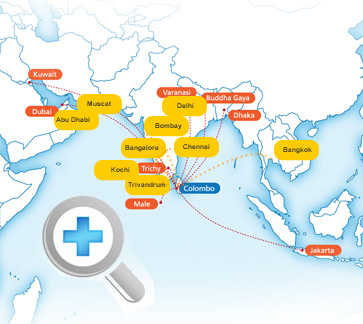 Kuwait
Varanasi
Buddha Gaya
Muscat
Delhi
Dubai
Dhaka
Abu Dhabi
Bombay
Bangalore
Chennai
Bangkok
Kochi
Trichy
Trivandrum
Colombo
Male
Jakarta